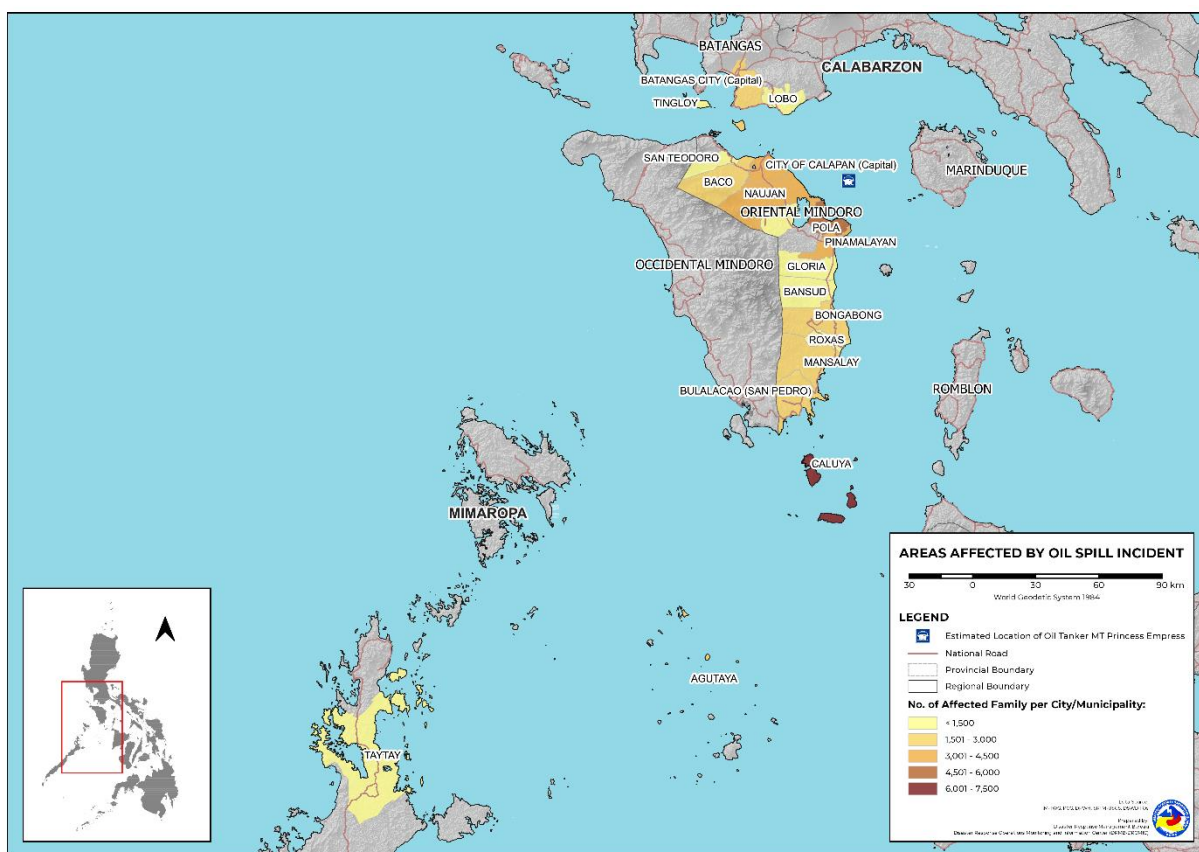 BATANGAS
CALABARZON
BATANGAS CITY (Capital)
TINGLOY
LOBO
SAN TEODORO
CITY OF CALAPAN (Capital)
MARINDUQUE
BACO
NAUJAN
ORIENTAL MINDORO
POLA
PINAMALAYAN
OCCIDENTAL MINDORO
GLORIA
BANSUD
BONGABONG
ROXAS
MANSALAY
BULALACAO (SAN PEDRO)
ROMBLON
CALUYA
MIMAROPA
AGUTAYA
TAYTAY
AREAS AFFECTED BY OIL SPILL INCIDENT
30 0 30 60 90 km
World Geodetic System 1984
LEGEND
Estimated Location of Oil Tanker MT Princess Empress
National Road
Provincial Boundary
Regional Boundary
No. of Affected Family per City/Municipality:
< 1,500
1,501 - 3,000
3,001 - 4,500
4,501 - 6,000
6,001 - 7,500
Prepared by:
Disaster Response Management Bureau